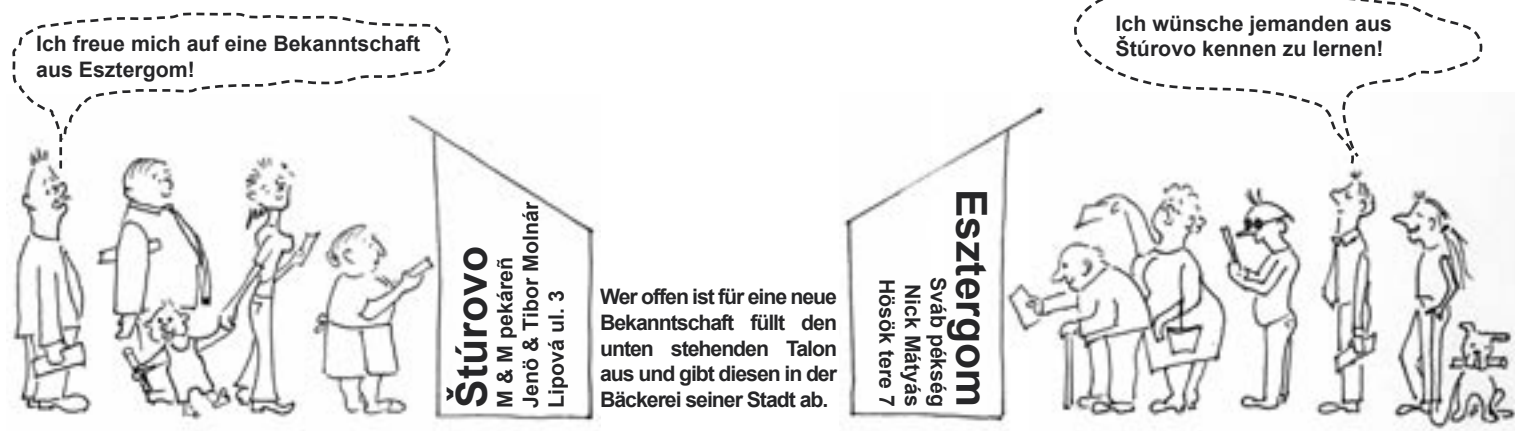 Ich freue mich auf eine Bekanntschaft
aus Esztergom!
Ich wünsche jemanden aus
Štúrovo kennen zu lernen!
Štúrovo
M & M pekáreñ
Jenö & Tibor Molnár
Lipová ul. 3
Wer offen ist für eine neue
Bekanntschaft füllt den
unten stehenden Talon
aus und gibt diesen in der
Bäckerei seiner Stadt ab.
Esztergom
Sváb pékség
Nick Mátyás
Hösök tere 7